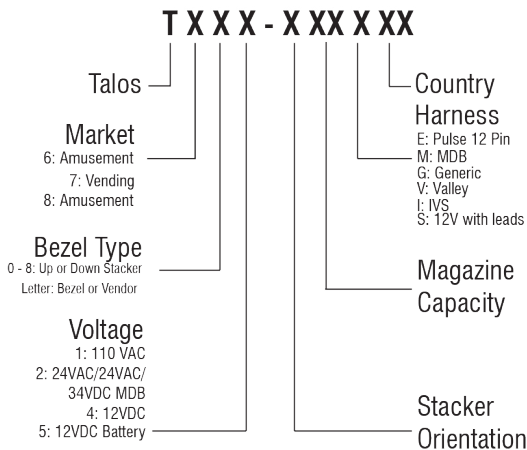 T X X X - X XX X XX
Talos
Market
6: Amusement
7: Vending
8: Amusement
Bezel Type
0 - 8: Up or Down Stacker
Letter: Bezel or Vendor
Voltage
1: 110 VAC
2: 24VAC/24VAC/
34VDC MDB
4: 12VDC
5: 12VDC Battery
Country
Harness
E: Pulse 12 Pin
M: MDB
G: Generic
V: Valley
I: IVS
S: 12V with leads
Magazine
Capacity
Stacker
Orientation